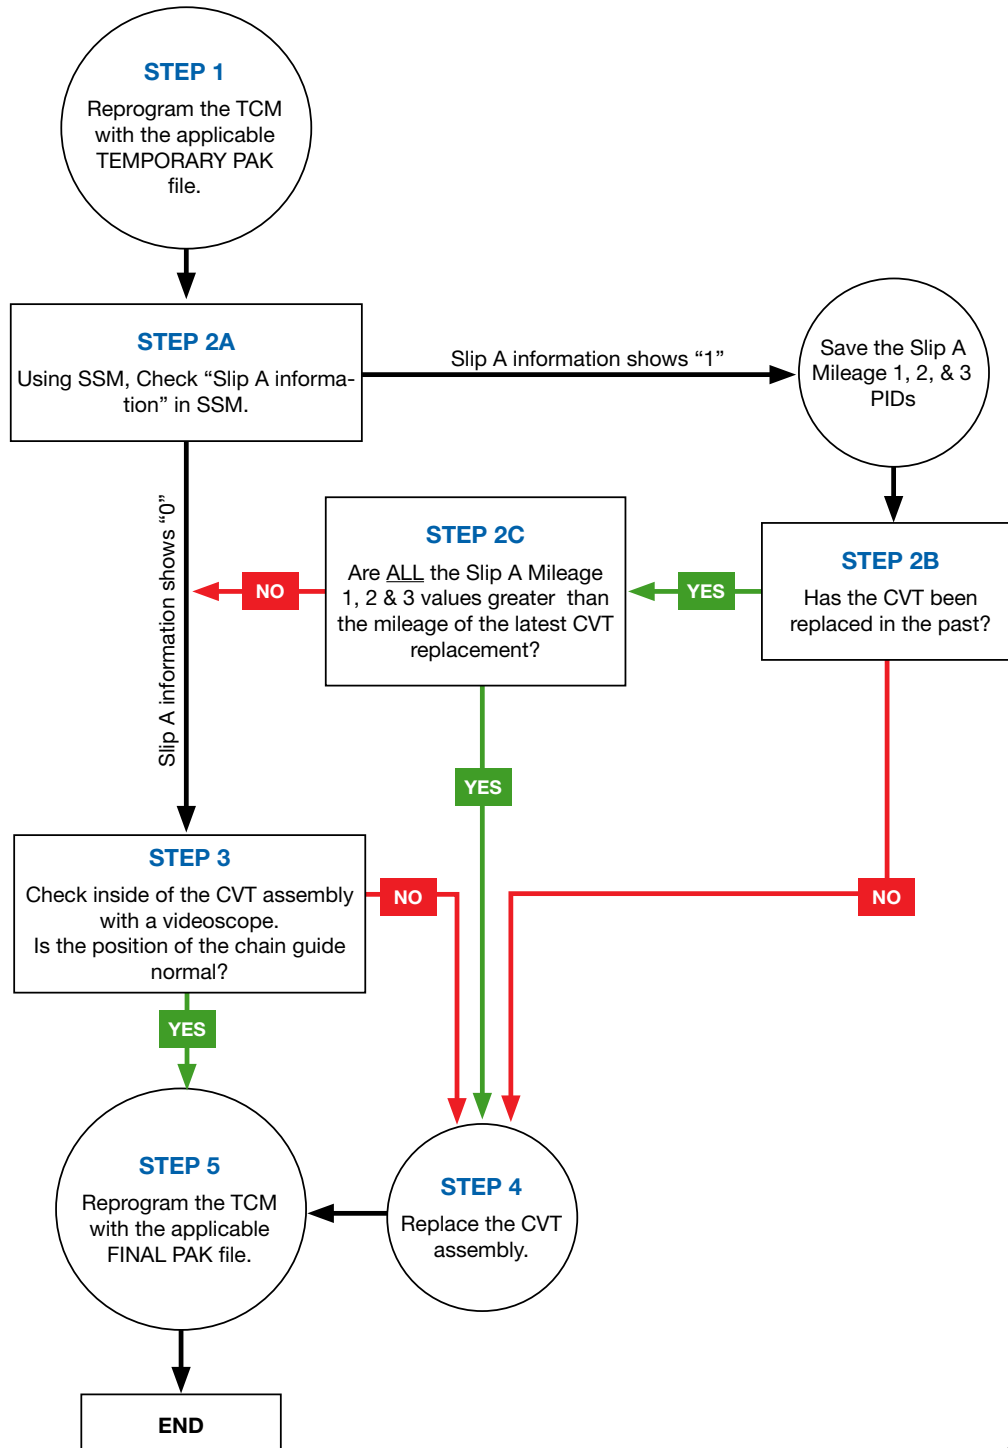 STEP 1
Reprogram the TCM
with the applicable
TEMPORARY PAK
file.
STEP 2A
Using SSM, Check “Slip A informa-
tion” in SSM.
Slip A information shows “1”
Save the Slip A
Mileage 1, 2, & 3
PIDs
Slip A information shows “0”
STEP 2C
Are ALL the Slip A Mileage
1, 2 & 3 values greater than
the mileage of the latest CVT
replacement?
NO
YES
STEP 2B
Has the CVT been
replaced in the past?
YES
STEP 3
Check inside of the CVT assembly
with a videoscope.
Is the position of the chain guide
normal?
NO
NO
YES
STEP 5
Reprogram the TCM
with the applicable
FINAL PAK file.
STEP 4
Replace the CVT
assembly.
END